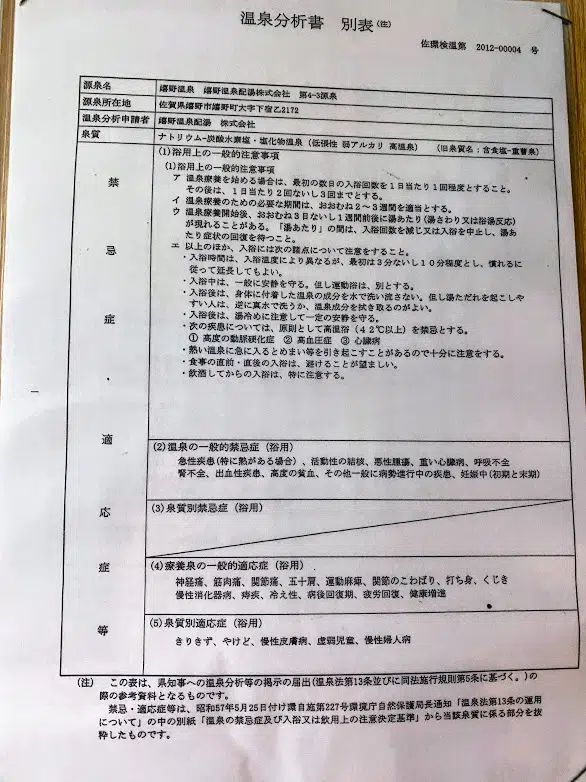 温泉分析書 別表(注)
佐環検温第 2012-00004 号
源泉名 嬉野温泉 嬉野温泉配湯株式会社 第4-3源泉
源泉所在地 佐賀県嬉野市嬉野町大字下宿乙2172
温泉分析申請者 嬉野温泉配湯 株式会社
泉質 ナトリウム-炭酸水素塩・塩化物温泉 (低張性 弱アルカリ 高温泉) (旧泉質名:含食塩-重曹泉)
禁忌症 適応症等
(1)浴用上の一般的注意事項
(1)浴用上の一般的注意事項
ア 温泉療養を始める場合は、最初の数日の入浴回数を1日当たり1回程度とすること。
その後は、1日当たり2回ないし3回までとする。
イ 温泉療養のための必要な期間は、おおむね2~3週間を適当とする。
ウ 温泉療養開始後、おおむね3日ないし1週間前後に湯あたり(湯さわり又は浴湯反応)
が現れることがある。「湯あたり」の間は、入浴回数を減じ又は入浴を中止し、湯あ
たり症状の回復を待つこと。
エ 以上のほか、入浴には次の諸点について注意をすること。
・入浴時間は、入浴温度により異なるが、最初は3分ないし10分程度とし、慣れるに
従って延長してもよい。
・入浴中は、一般に安静を守る。但し運動浴は、別とする。
・入浴後は、身体に付着した温泉の成分を水で洗い流さない。但し湯ただれを起こしや
すい人は、逆に真水で洗うか、温泉成分を拭き取るのがよい。
・入浴後は、湯冷めに注意して一定の安静を守る。
・次の疾患については、原則として高温浴(42℃以上)を禁忌とする。
① 高度の動脈硬化症 ② 高血圧症 ③ 心臓病
・熱い温泉に急に入るとめまい等を引き起こすことがあるので十分に注意をする。
・食事の直前・直後の入浴は、避けることが望ましい。
・飲酒してからの入浴は、特に注意する。
(2)温泉の一般的禁忌症(浴用)
急性疾患(特に熱がある場合)、活動性の結核、悪性腫瘍、重い心臓病、呼吸不全
腎不全、出血性疾患、高度の貧血、その他一般に病勢進行中の疾患、妊娠中(初期と末期)
(3)泉質別禁忌症(浴用)
(4)療養泉の一般的適応症(浴用)
神経痛、筋肉痛、関節痛、五十肩、運動麻痺、関節のこわばり、打ち身、くじき
慢性消化器病、痔疾、冷え性、病後回復期、疲労回復、健康増進
(5)泉質別適応症(浴用)
きりきず、やけど、慢性皮膚病、虚弱児童、慢性婦人病
(注) この表は、県知事への温泉分析等の掲示の届出(温泉法第13条並びに同法施行規則第5条に基づく。)の
際の参考資料となるものです。
禁忌・適応症等は、昭和57年5月25日付け環自施第227号環境庁自然保護局長通知「温泉法第13条の運用
について」の中の別紙「温泉の禁忌症及び入浴又は飲用上の注意決定基準」から当該泉質に係る部分を抜
粋したものです。